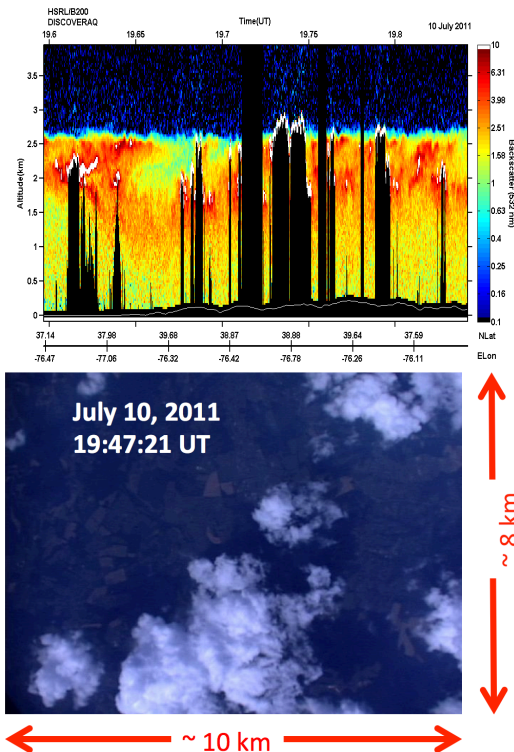 HSRL/B200
DISCOVERAQ
Time(UT)
10 July 2011
19.6 19.65 19.7 19.75 19.8
Altitude(km)
3.5
3
2.5
2
1.5
1
0.5
0
10
6.31
3.98
2.51
1.58
1
0.63
0.4
0.25
0.16
0.1
Backscatter (532 nm)
37.14 37.98 39.68 38.97 39.88 39.64 37.59 NLat
-76.47 -77.06 -76.32 -76.42 -76.78 -76.26 -76.11 ELon
July 10, 2011
19:47:21 UT
~ 8 km
~ 10 km